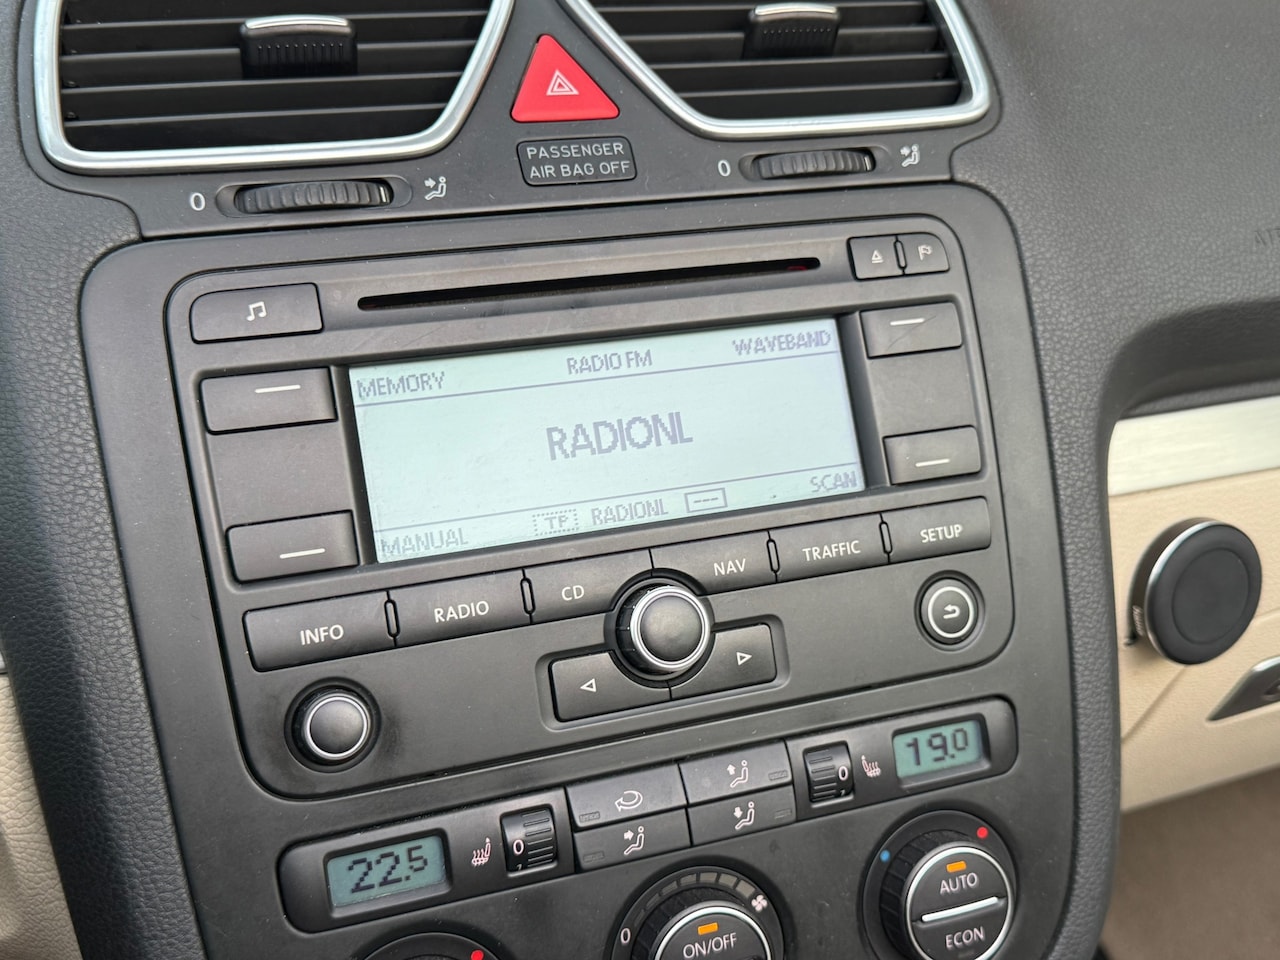 PASSENGER
AIR BAG OFF
0
0
MEMORY
RADIO FM
WAVEBAND
RADIONL
MANUAL
TP
RADIONL
---
SCAN
INFO
RADIO
CD
NAV
TRAFFIC
SETUP
22.5
0
0
19.0
0
ON/OFF
AUTO
ECON